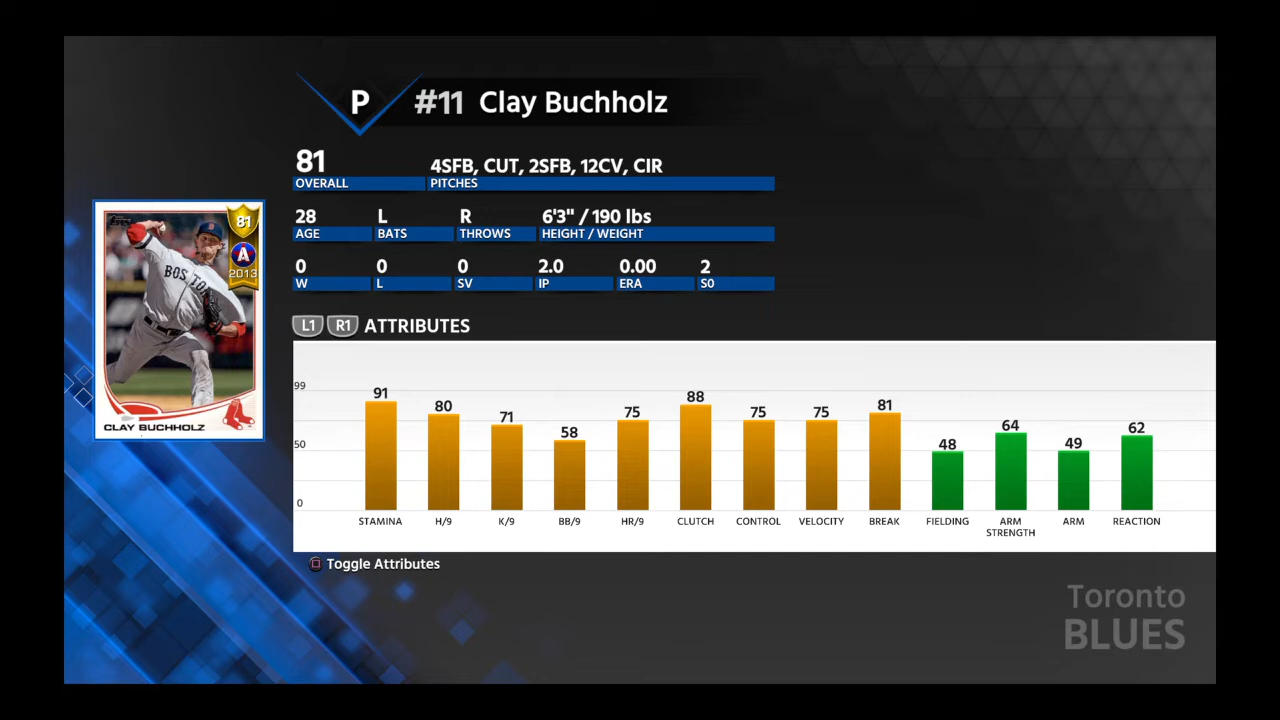 P #11 Clay Buchholz
81
OVERALL
4SFB, CUT, 2SFB, 12CV, CIR
PITCHES
28 L R 6'3" / 190 lbs
AGE BATS THROWS HEIGHT / WEIGHT
0 0 0 2.0 0.00 2
W L SV IP ERA SO
Topps
81
A
2013
BOSTON
CLAY BUCHHOLZ
L1 R1 ATTRIBUTES
99
50
0
91 80 71 58 75 88 75 75 81 48 64 49 62
STAMINA H/9 K/9 BB/9 HR/9 CLUTCH CONTROL VELOCITY BREAK FIELDING ARM STRENGTH ARM REACTION
Toggle Attributes
Toronto
BLUES